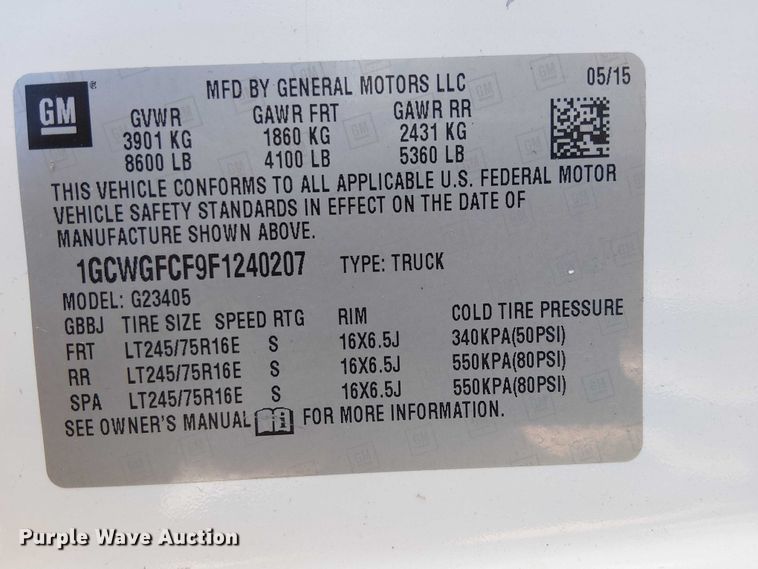 GM
MFD BY GENERAL MOTORS LLC 05/15
GVWR GAWR FRT GAWR RR
3901 KG 1860 KG 2431 KG
8600 LB 4100 LB 5360 LB
THIS VEHICLE CONFORMS TO ALL APPLICABLE U.S. FEDERAL MOTOR
VEHICLE SAFETY STANDARDS IN EFFECT ON THE DATE OF
MANUFACTURE SHOWN ABOVE.
1GCWGFCF9F1240207 TYPE: TRUCK
MODEL: G23405
GBBJ TIRE SIZE SPEED RTG RIM COLD TIRE PRESSURE
FRT LT245/75R16E S 16X6.5J 340KPA(50PSI)
RR LT245/75R16E S 16X6.5J 550KPA(80PSI)
SPA LT245/75R16E S 16X6.5J 550KPA(80PSI)
SEE OWNER'S MANUAL FOR MORE INFORMATION.
Purple Wave Auction